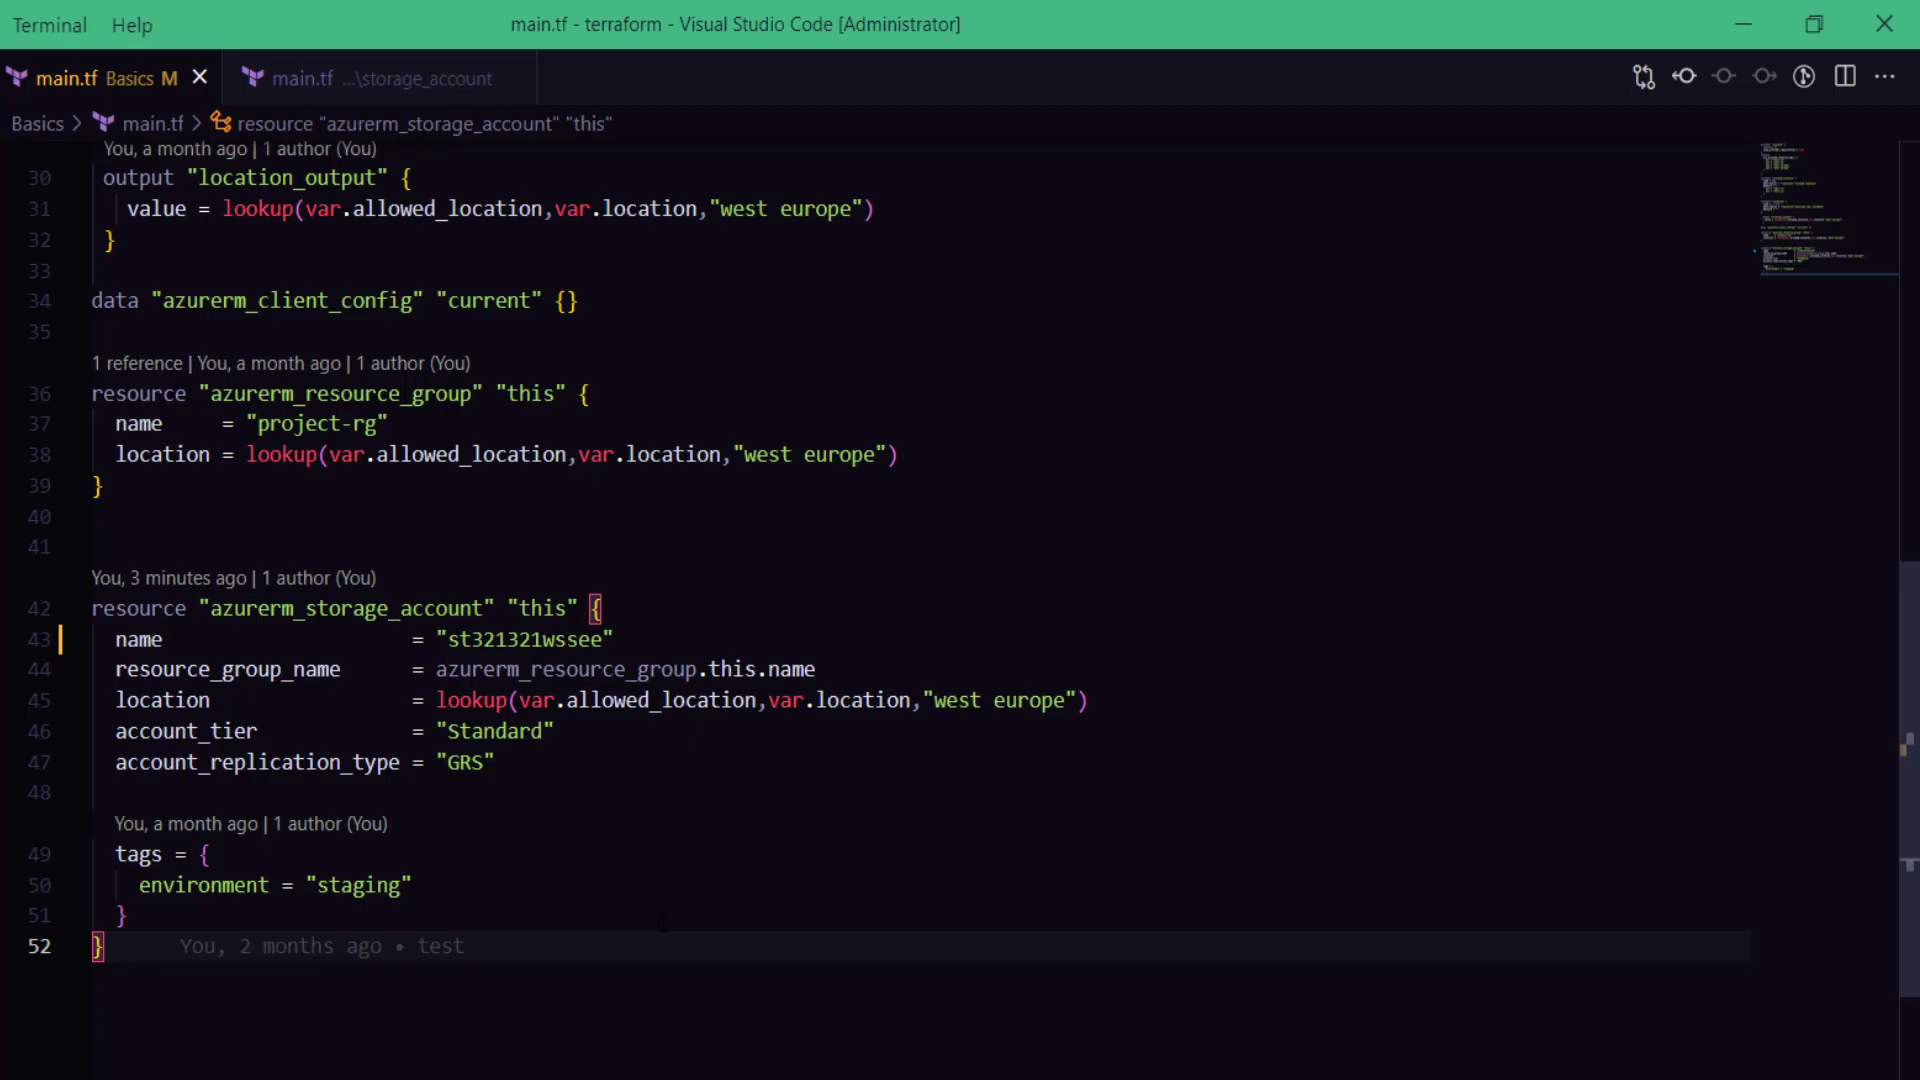 Terminal Help main.tf - terraform - Visual Studio Code [Administrator]
main.tf Basics M main.tf ...\storage_account
Basics > main.tf > resource "azurerm_storage_account" "this"
You, a month ago | 1 author (You)
30 output "location_output" {
31 value = lookup(var.allowed_location,var.location,"west europe")
32 }
33
34 data "azurerm_client_config" "current" {}
35
1 reference | You, a month ago | 1 author (You)
36 resource "azurerm_resource_group" "this" {
37 name = "project-rg"
38 location = lookup(var.allowed_location,var.location,"west europe")
39 }
40
41
You, 3 minutes ago | 1 author (You)
42 resource "azurerm_storage_account" "this" {
43 name = "st321321wssee"
44 resource_group_name = azurerm_resource_group.this.name
45 location = lookup(var.allowed_location,var.location,"west europe")
46 account_tier = "Standard"
47 account_replication_type = "GRS"
48
You, a month ago | 1 author (You)
49 tags = {
50 environment = "staging"
51 }
52 } You, 2 months ago • test